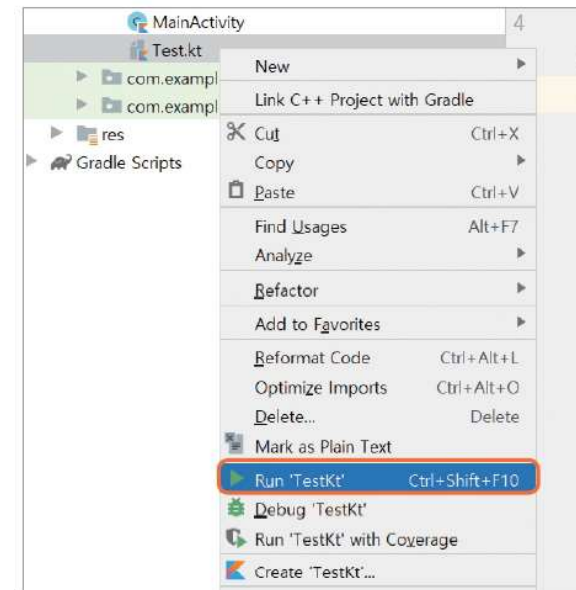 MainActivity
4
Test.kt
New
com.exampl
Link C++ Project with Gradle
com.exampl
res
Cut Ctrl+X
Gradle Scripts
Copy
Paste Ctrl+V
Find Usages Alt+F7
Analyze
Refactor
Add to Favorites
Reformat Code Ctrl+Alt+L
Optimize Imports Ctrl+Alt+O
Delete... Delete
Mark as Plain Text
Run 'TestKt' Ctrl+Shift+F10
Debug 'TestKt'
Run 'TestKt' with Coverage
Create 'TestKt'...